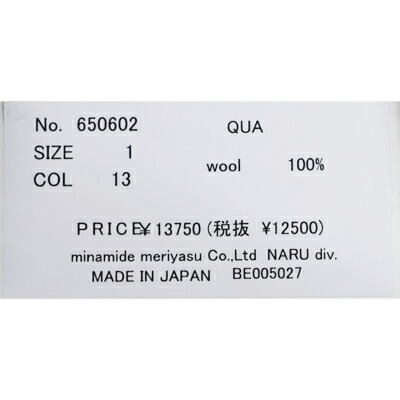 No. 650602 QUA
SIZE 1
wool 100%
COL 13
PRICE¥13750(税抜 ¥12500)
minamide meriyasu Co.,Ltd NARU div.
MADE IN JAPAN BE005027